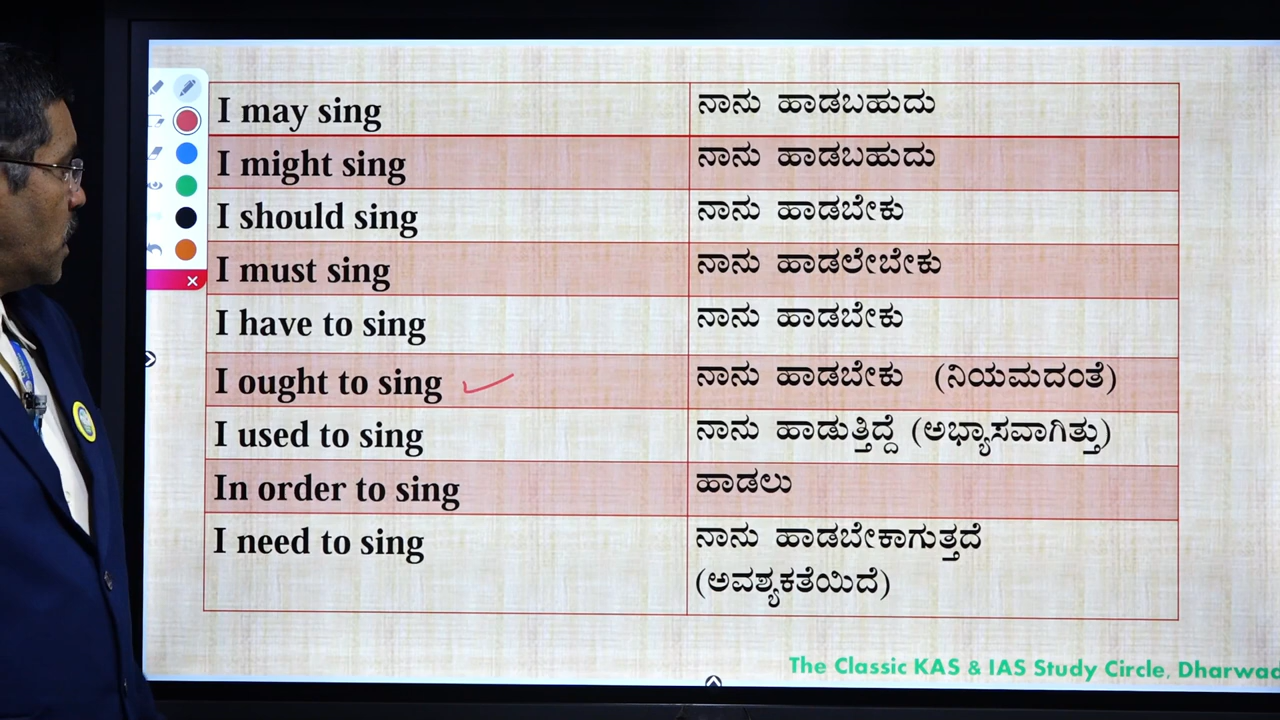 I may sing ನಾನು ಹಾಡಬಹುದು
I might sing ನಾನು ಹಾಡಬಹುದು
I should sing ನಾನು ಹಾಡಬೇಕು
I must sing ನಾನು ಹಾಡಲೇಬೇಕು
I have to sing ನಾನು ಹಾಡಬೇಕು
I ought to sing ನಾನು ಹಾಡಬೇಕು (ನಿಯಮದಂತೆ)
I used to sing ನಾನು ಹಾಡುತ್ತಿದ್ದೆ (ಅಭ್ಯಾಸವಾಗಿತ್ತು)
In order to sing ಹಾಡಲು
I need to sing ನಾನು ಹಾಡಬೇಕಾಗುತ್ತದೆ
(ಅವಶ್ಯಕತೆಯಿದೆ)
The Classic KAS & IAS Study Circle, Dharwad